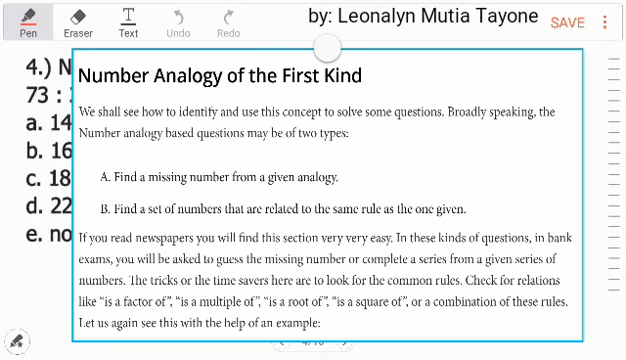 by: Leonalyn Mutia Tayone
Pen
Eraser
Text
Undo
Redo
SAVE
4.) N
73 :
a. 14
b. 16
c. 18
d. 22
e. no
Number Analogy of the First Kind
We shall see how to identify and use this concept to solve some questions. Broadly speaking, the
Number analogy based questions may be of two types:
A. Find a missing number from a given analogy.
B. Find a set of numbers that are related to the same rule as the one given.
If you read newspapers you will find this section very very easy. In these kinds of questions, in bank
exams, you will be asked to guess the missing number or complete a series from a given series of
numbers. The tricks or the time savers here are to look for the common rules. Check for relations
like “is a factor of”, “is a multiple of”, “is a root of”, “is a square of”, or a combination of these rules.
Let us again see this with the help of an example: